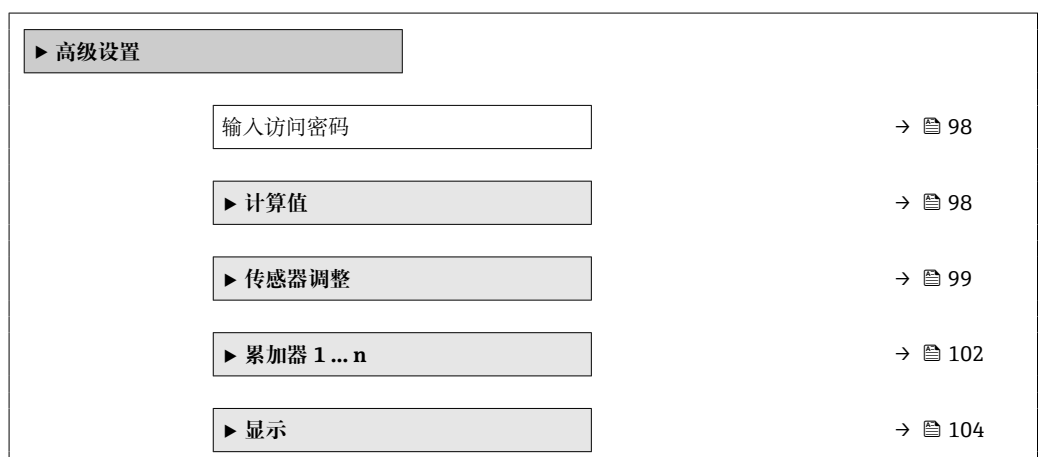 ▶ 高级设置
输入访问密码 → 98
▶ 计算值 → 98
▶ 传感器调整 → 99
▶ 累加器 1 ... n → 102
▶ 显示 → 104